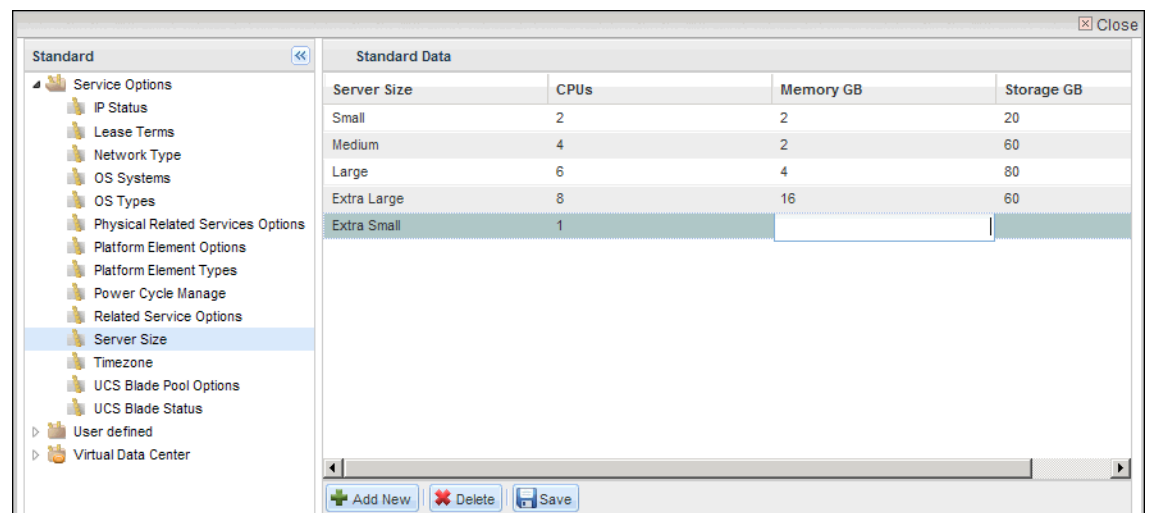 Close
Standard
Standard Data
Service Options
IP Status
Lease Terms
Network Type
OS Systems
OS Types
Physical Related Services Options
Platform Element Options
Platform Element Types
Power Cycle Manage
Related Service Options
Server Size
Timezone
UCS Blade Pool Options
UCS Blade Status
User defined
Virtual Data Center
Server Size CPUs Memory GB Storage GB
Small 2 2 20
Medium 4 2 60
Large 6 4 80
Extra Large 8 16 60
Extra Small 1
Add New Delete Save